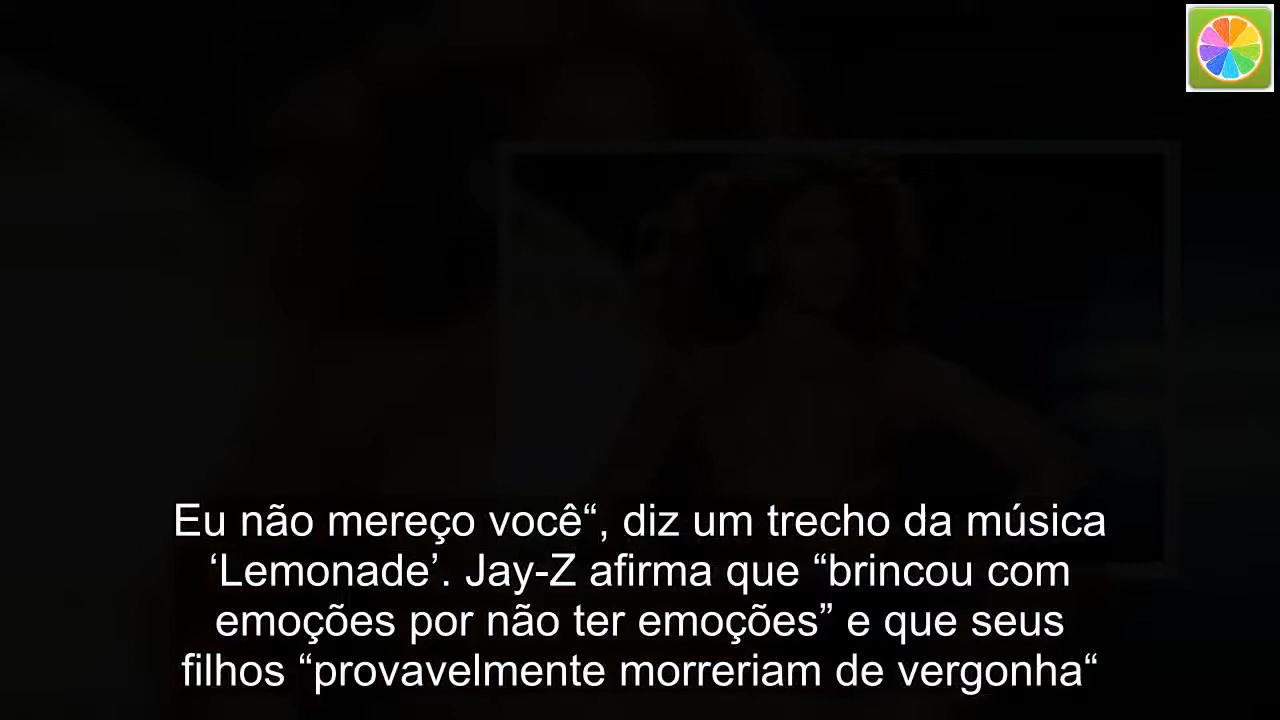 Eu não mereço você“, diz um trecho da música
‘Lemonade’. Jay-Z afirma que “brincou com
emoções por não ter emoções” e que seus
filhos “provavelmente morreriam de vergonha“